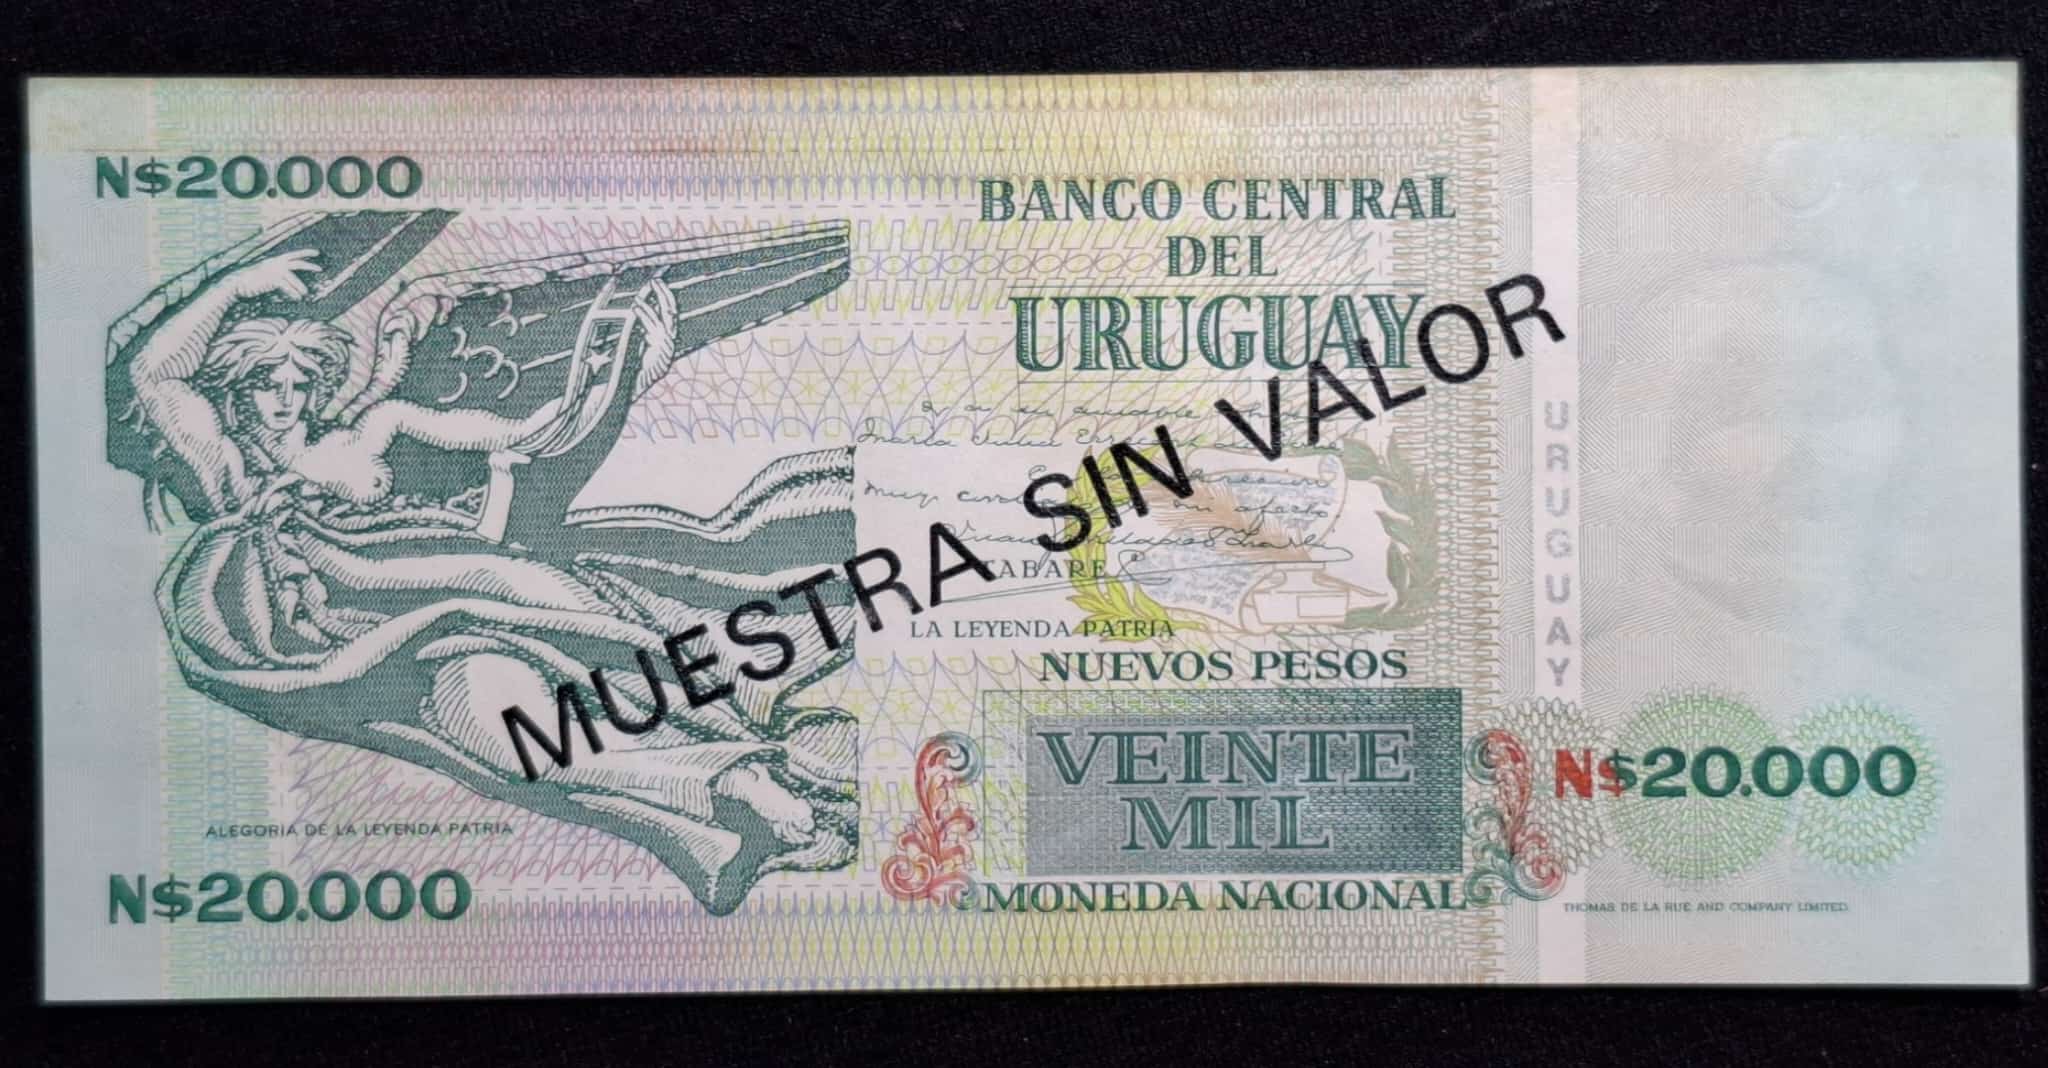 N$20.000
BANCO CENTRAL
DEL
URUGUAY
MUESTRA SIN VALOR
URUGUAY
TABARE
LA LEYENDA PATRIA
NUEVOS PESOS
VEINTE
MIL
N$20.000
ALEGORIA DE LA LEYENDA PATRIA
N$20.000
MONEDA NACIONAL
THOMAS DE LA RUE AND COMPANY LIMITED.